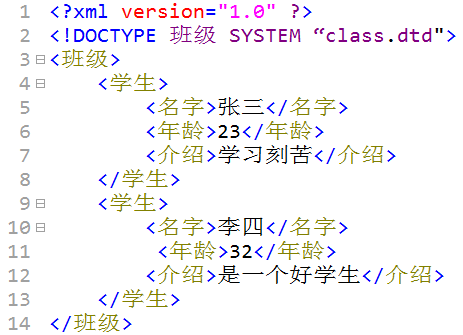 1 <?xml version="1.0" ?>
2 <!DOCTYPE 班级 SYSTEM “class.dtd">
3 <班级>
4 <学生>
5 <名字>张三</名字>
6 <年龄>23</年龄>
7 <介绍>学习刻苦</介绍>
8 </学生>
9 <学生>
10 <名字>李四</名字>
11 <年龄>32</年龄>
12 <介绍>是一个好学生</介绍>
13 </学生>
14 </班级>